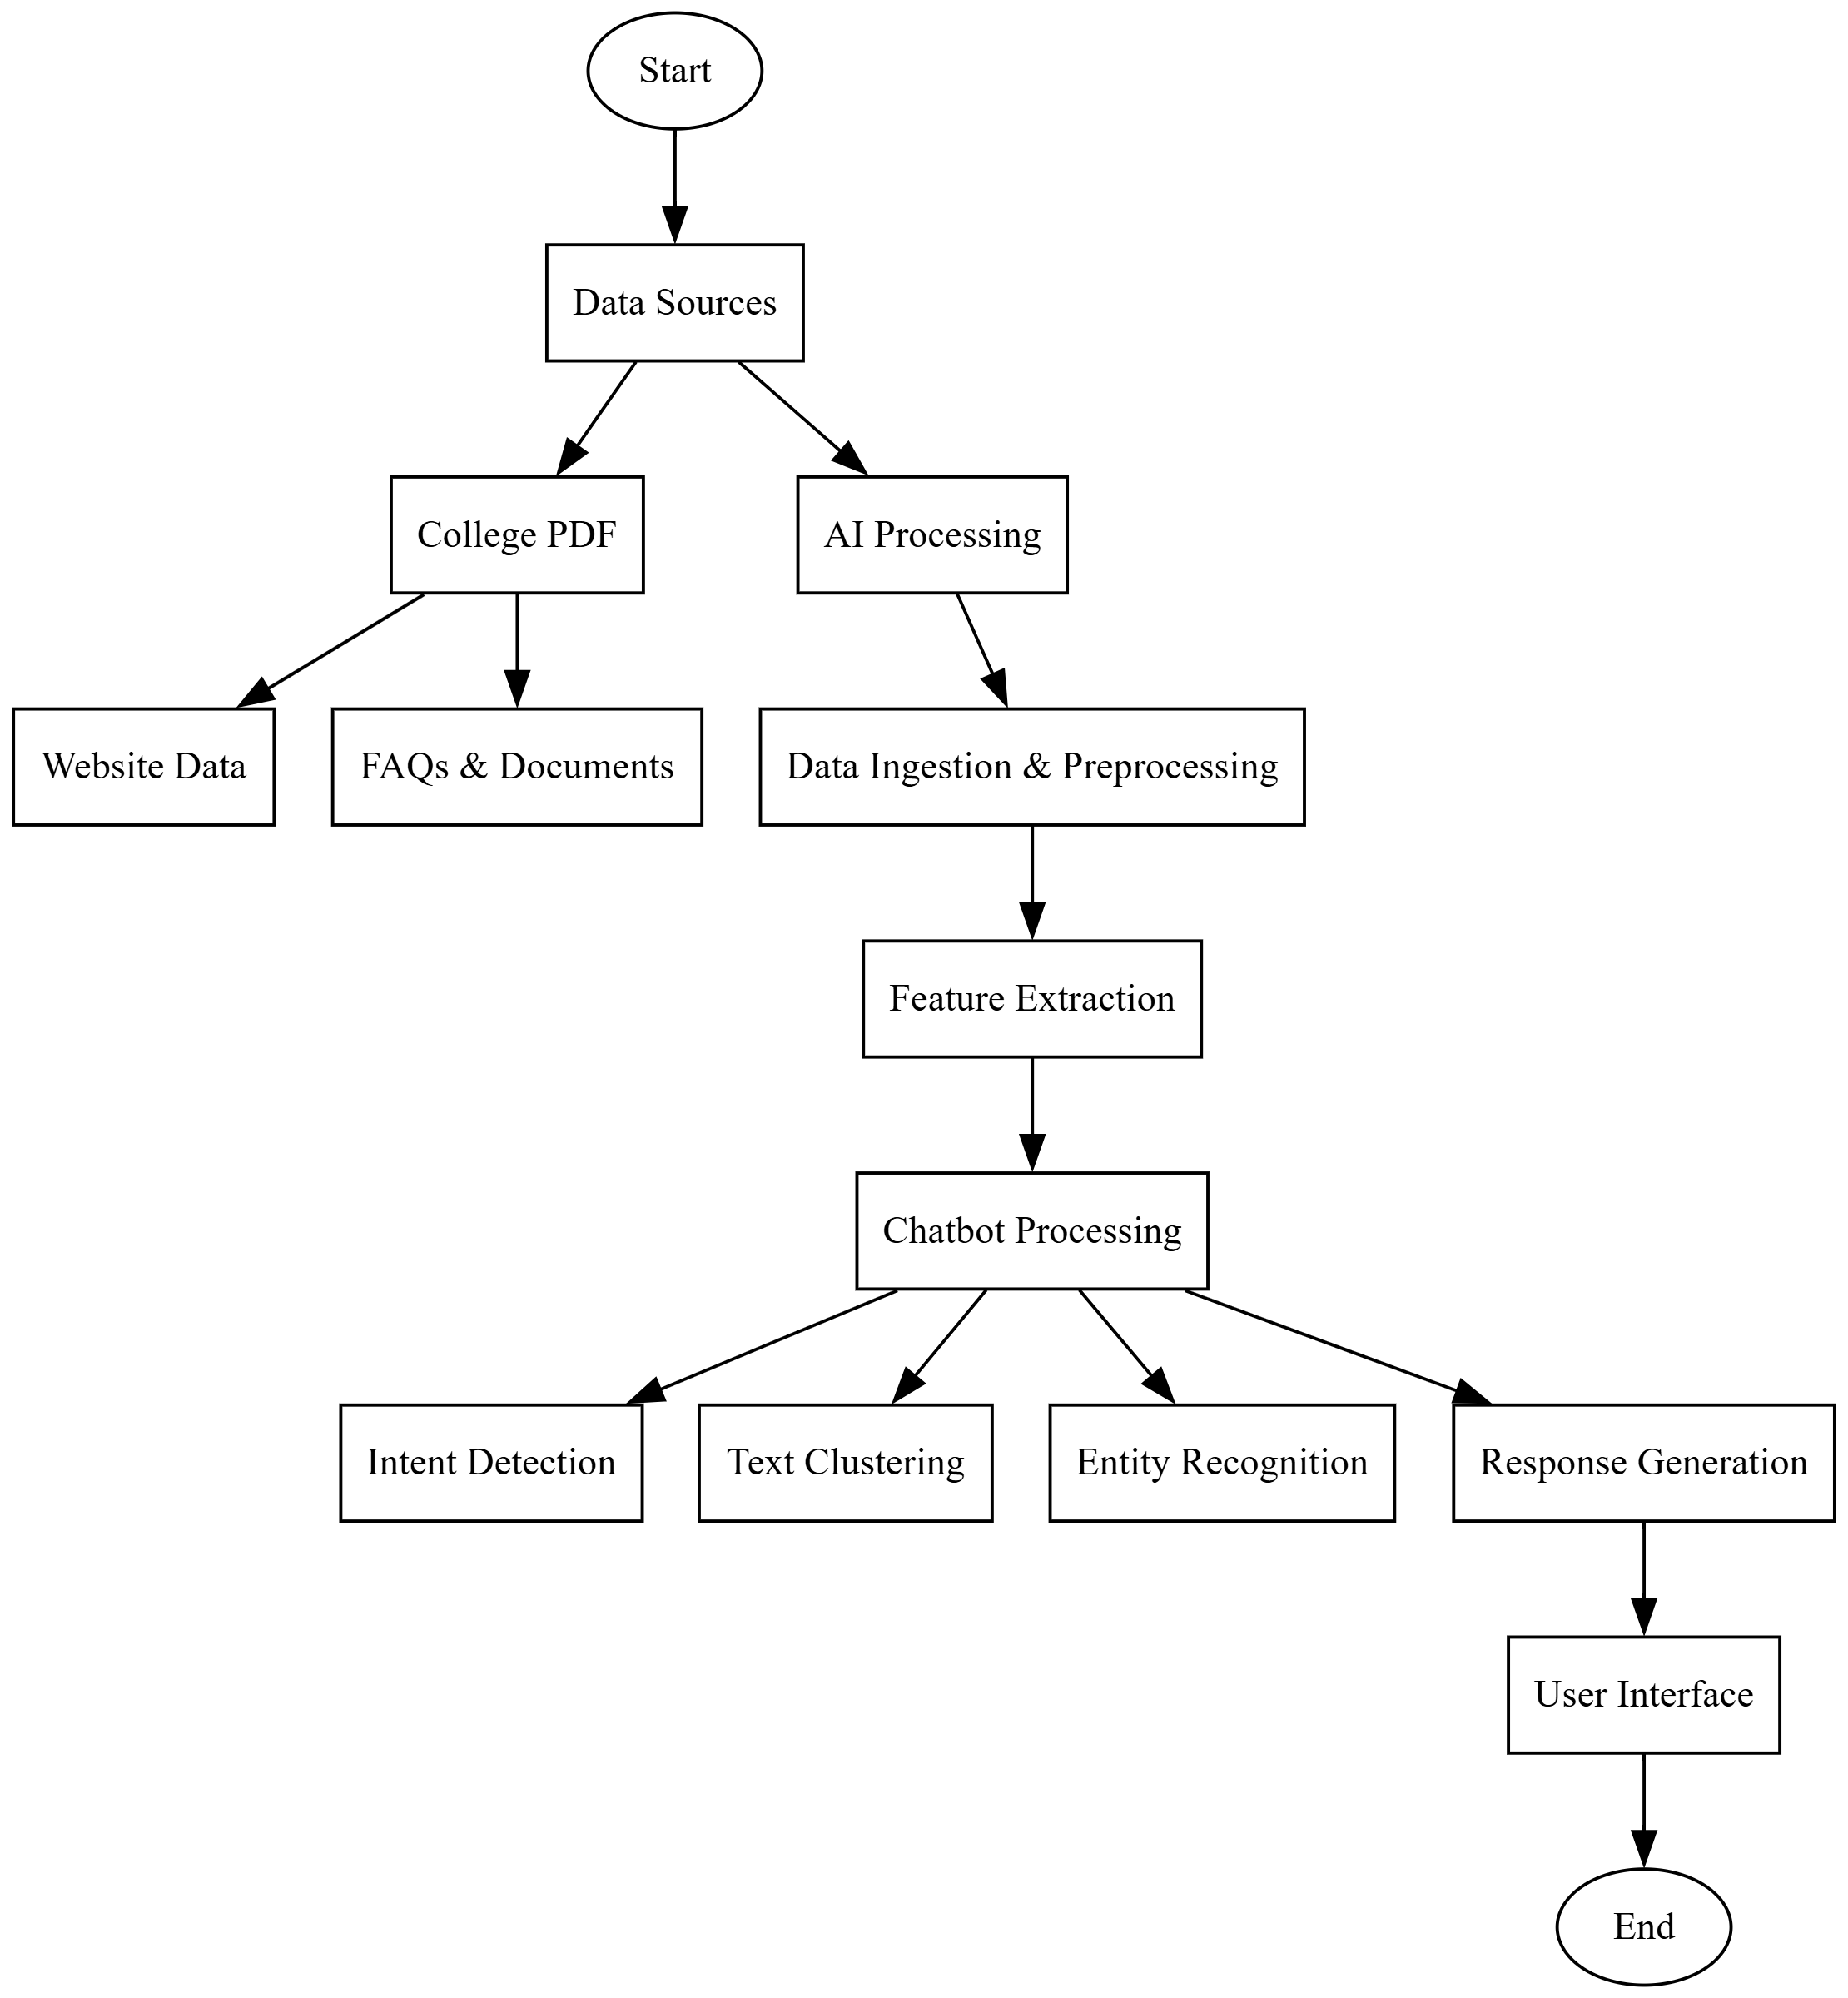 Start
Data Sources
College PDF
AI Processing
Website Data
FAQs & Documents
Data Ingestion & Preprocessing
Feature Extraction
Chatbot Processing
Intent Detection
Text Clustering
Entity Recognition
Response Generation
User Interface
End